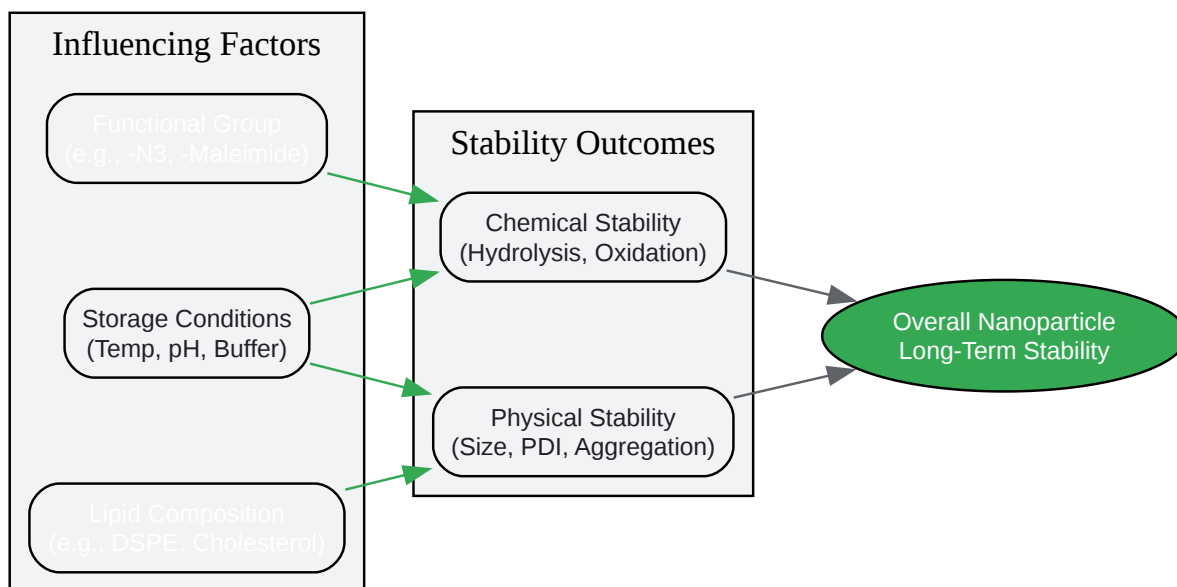 Influencing Factors
Functional Group
(e.g., -N3, -Maleimide)
Storage Conditions
(Temp, pH, Buffer)
Lipid Composition
(e.g., DSPE, Cholesterol)
Stability Outcomes
Chemical Stability
(Hydrolysis, Oxidation)
Physical Stability
(Size, PDI, Aggregation)
Overall Nanoparticle
Long-Term Stability